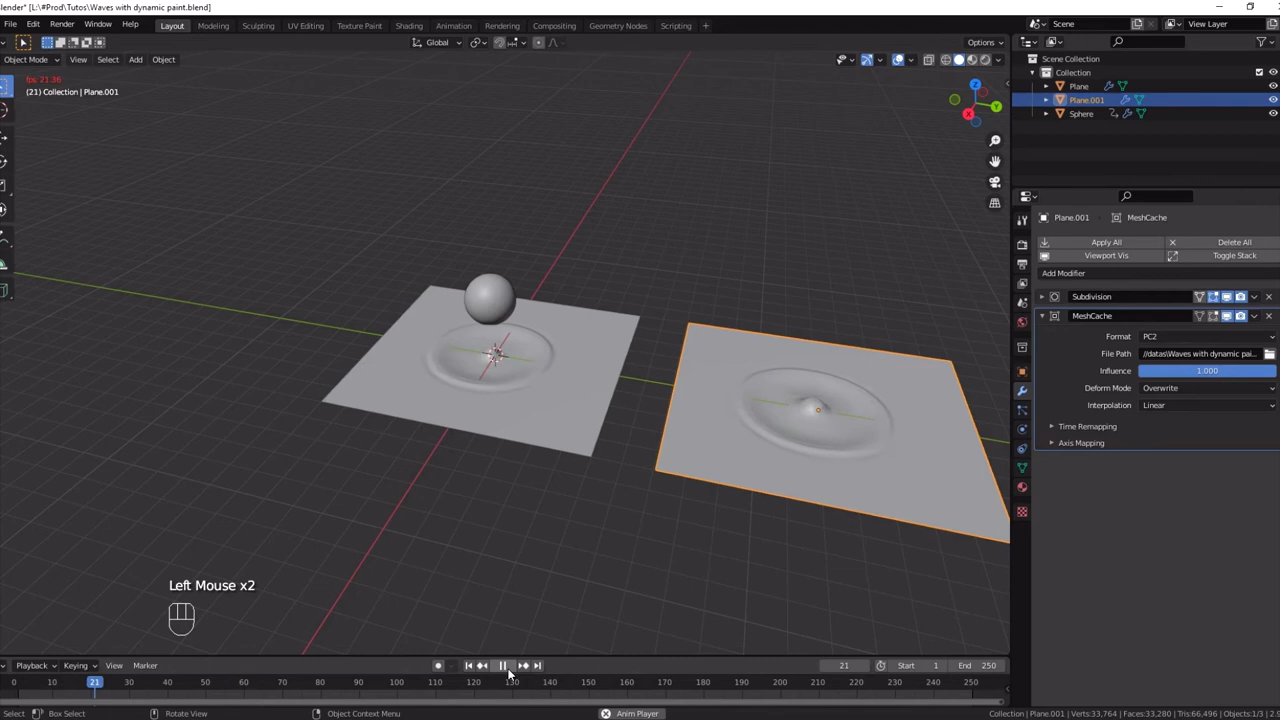 lender* [L:\#Prod\Tutos\Waves with dynamic paint.blend]
File Edit Render Window Help Layout Modeling Sculpting UV Editing Texture Paint Shading Animation Rendering Compositing Geometry Nodes Scripting + Scene View Layer
Global Options
Object Mode View Select Add Object
fps: 21.36
(21) Collection | Plane.001
Scene Collection
Collection
Plane
Plane.001
Sphere
Z
Y
X
Plane.001 MeshCache
Apply All Delete All
Viewport Vis Toggle Stack
Add Modifier
Subdivision
MeshCache
Format PC2
File Path //datas\Waves with dynamic pai...
Influence 1.000
Deform Mode Overwrite
Interpolation Linear
Time Remapping
Axis Mapping
Left Mouse x2
Playback Keying View Marker 21 Start 1 End 250
0 10 21 30 40 50 60 70 80 90 100 110 120 130 140 150 160 170 180 190 200 210 220 230 240 250
Select Box Select Rotate View Object Context Menu Anim Player Collection | Plane.001 | Verts:33,764 | Faces:33,280 | Tris:66,496 | Objects:1/3 | 2.9